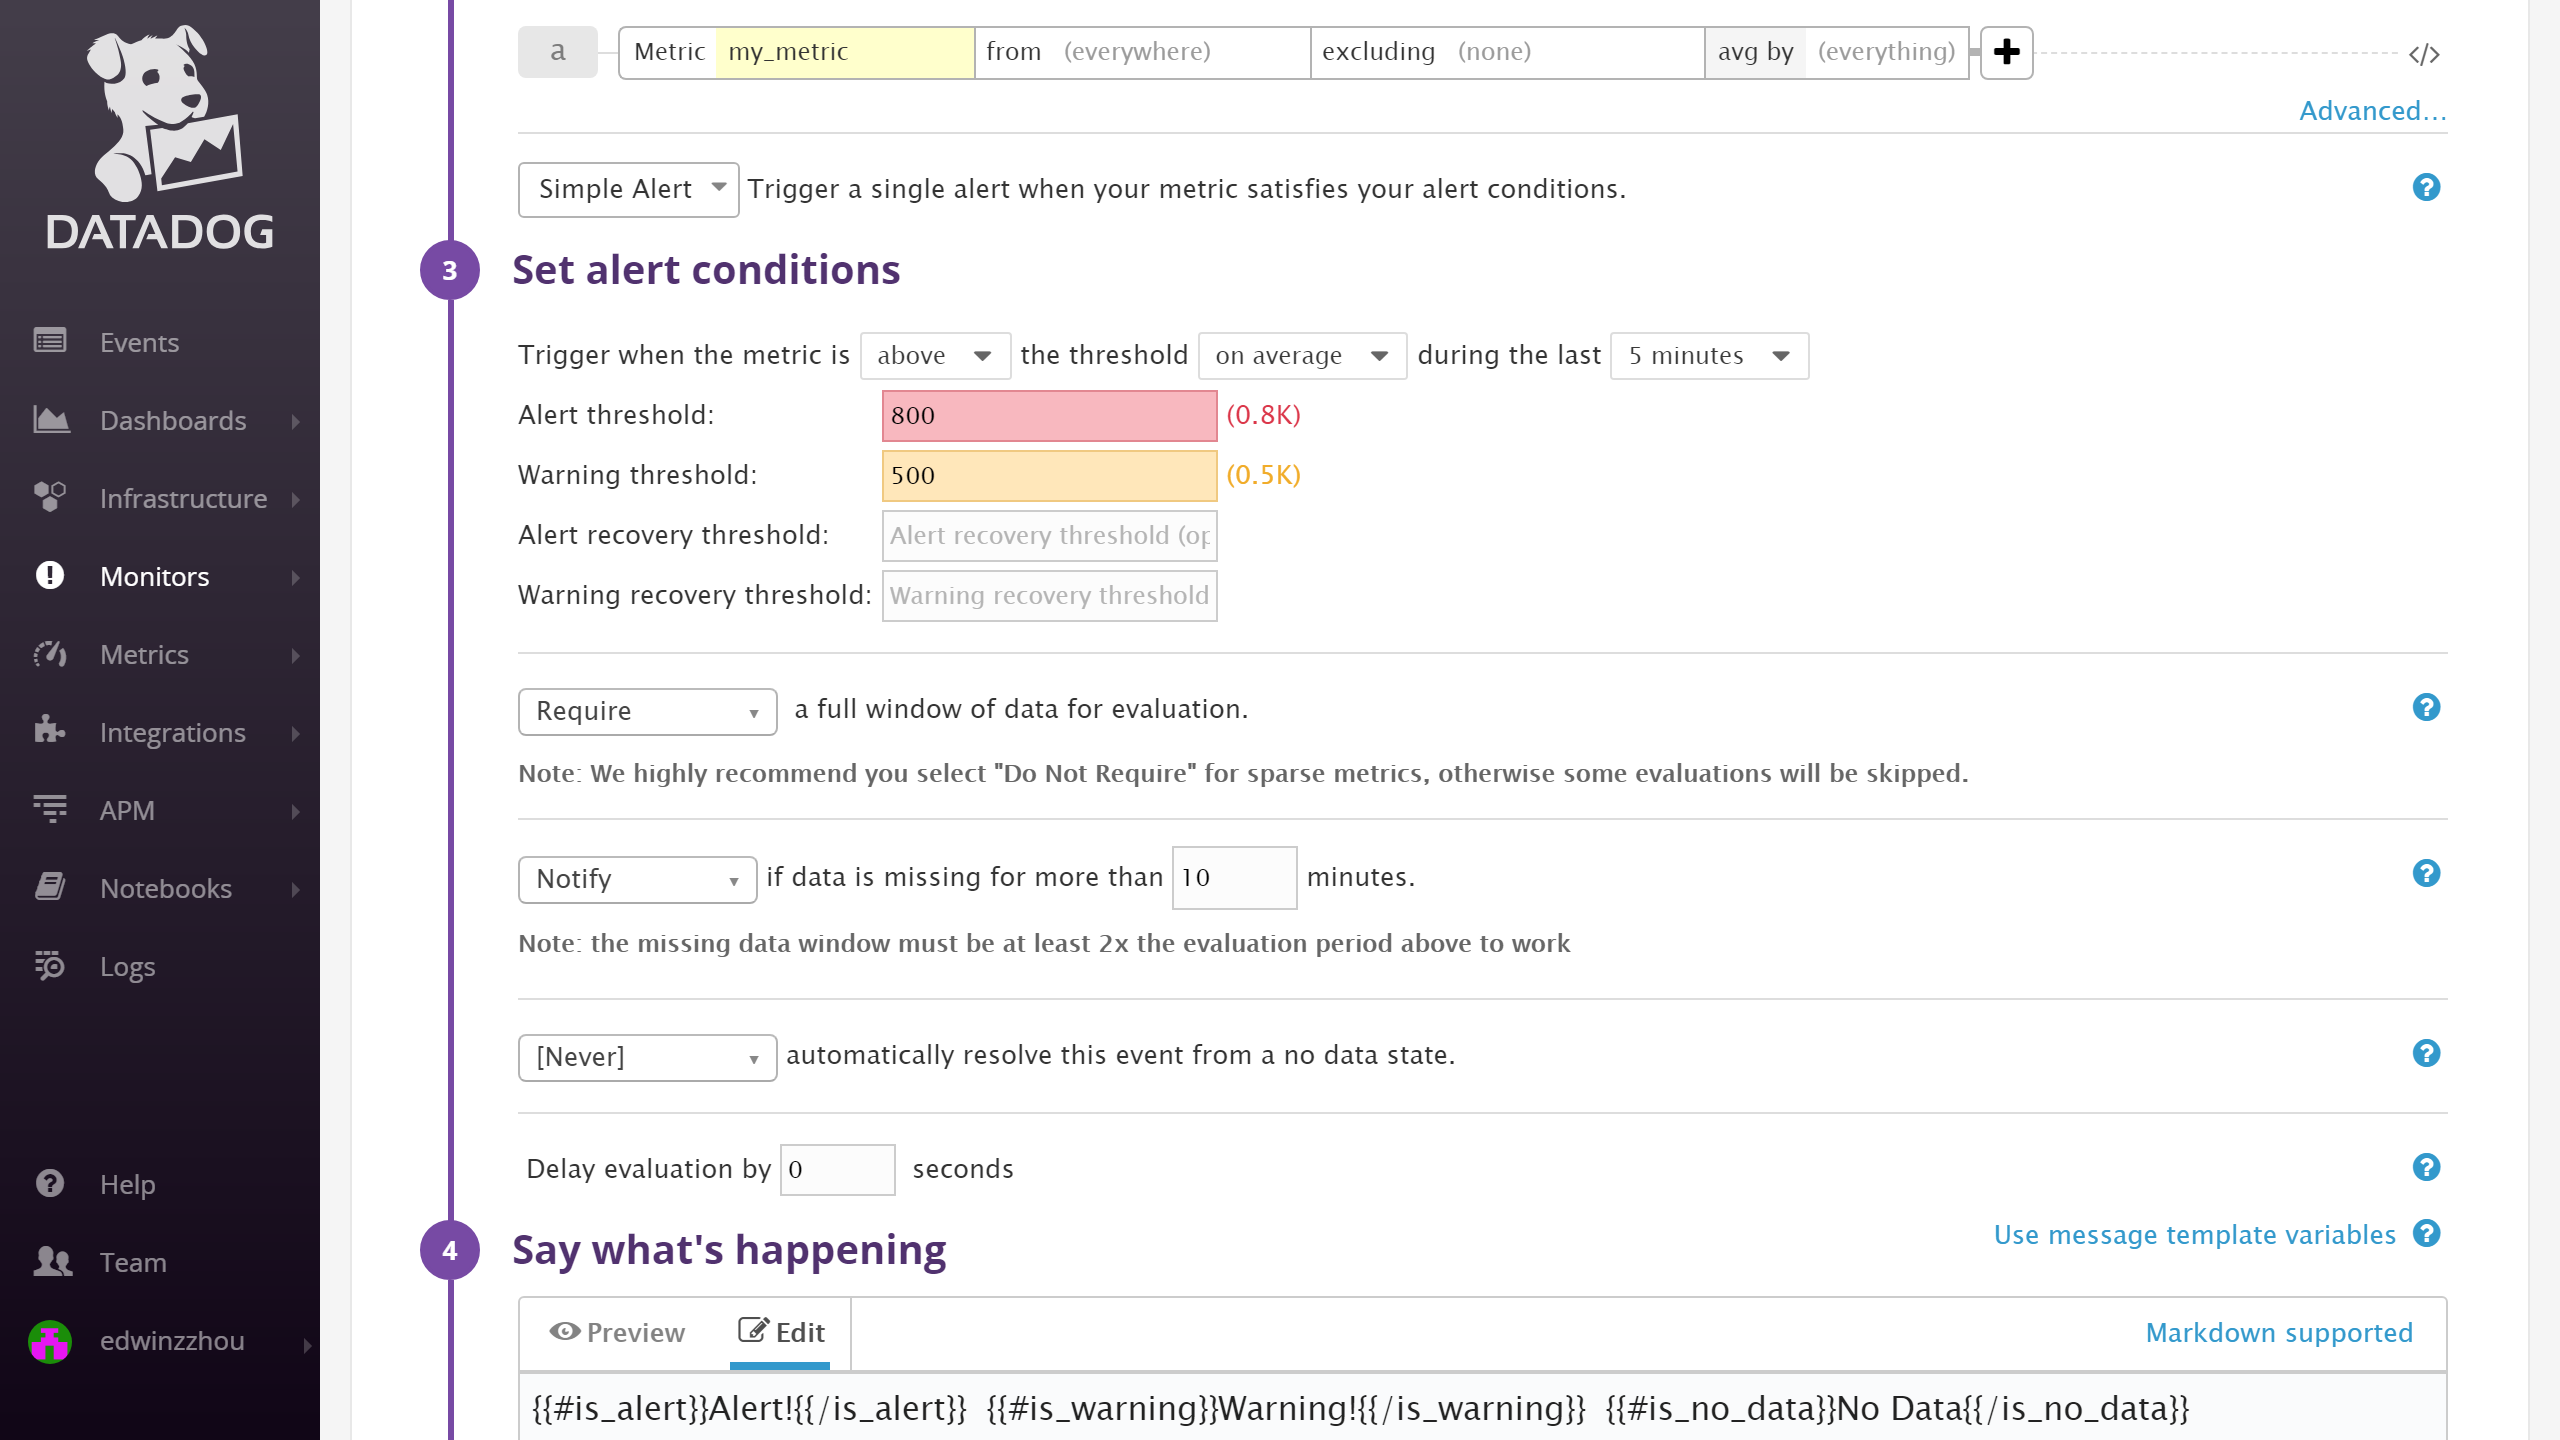 DATADOG
Events
Dashboards
Infrastructure
Monitors
Metrics
Integrations
APM
Notebooks
Logs
Help
Team
edwinzzhou
a Metric my_metric from (everywhere) excluding (none) avg by (everything) + </>
Advanced...
Simple Alert Trigger a single alert when your metric satisfies your alert conditions. ?
3 Set alert conditions
Trigger when the metric is above the threshold on average during the last 5 minutes
Alert threshold: 800 (0.8K)
Warning threshold: 500 (0.5K)
Alert recovery threshold: Alert recovery threshold (op
Warning recovery threshold: Warning recovery threshold
Require a full window of data for evaluation. ?
Note: We highly recommend you select "Do Not Require" for sparse metrics, otherwise some evaluations will be skipped.
Notify if data is missing for more than 10 minutes. ?
Note: the missing data window must be at least 2x the evaluation period above to work
[Never] automatically resolve this event from a no data state. ?
Delay evaluation by 0 seconds ?
4 Say what's happening Use message template variables ?
Preview Edit Markdown supported
{{#is_alert}}Alert!{{/is_alert}} {{#is_warning}}Warning!{{/is_warning}} {{#is_no_data}}No Data{{/is_no_data}}